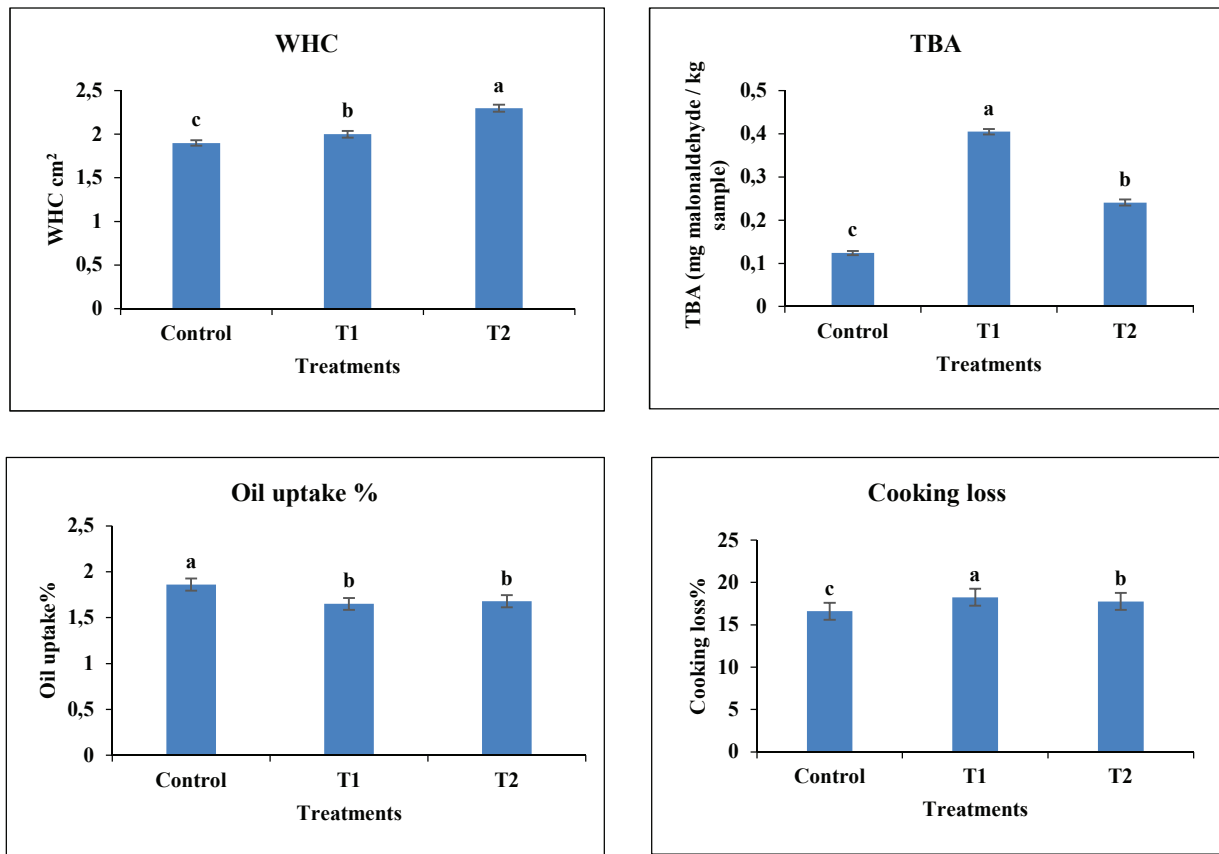 WHC
2,5
2
1,5
1
0,5
0
WHC cm²
c
b
a
Control T1 T2
Treatments
TBA
0,5
0,4
0,3
0,2
0,1
0
TBA (mg malonaldehyde / kg
sample)
c
a
b
Control T1 T2
Treatments
Oil uptake %
2,5
2
1,5
1
0,5
0
Oil uptake%
a
b
b
Control T1 T2
Treatments
Cooking loss
25
20
15
10
5
0
Cooking loss%
c
a
b
Control T1 T2
Treatments